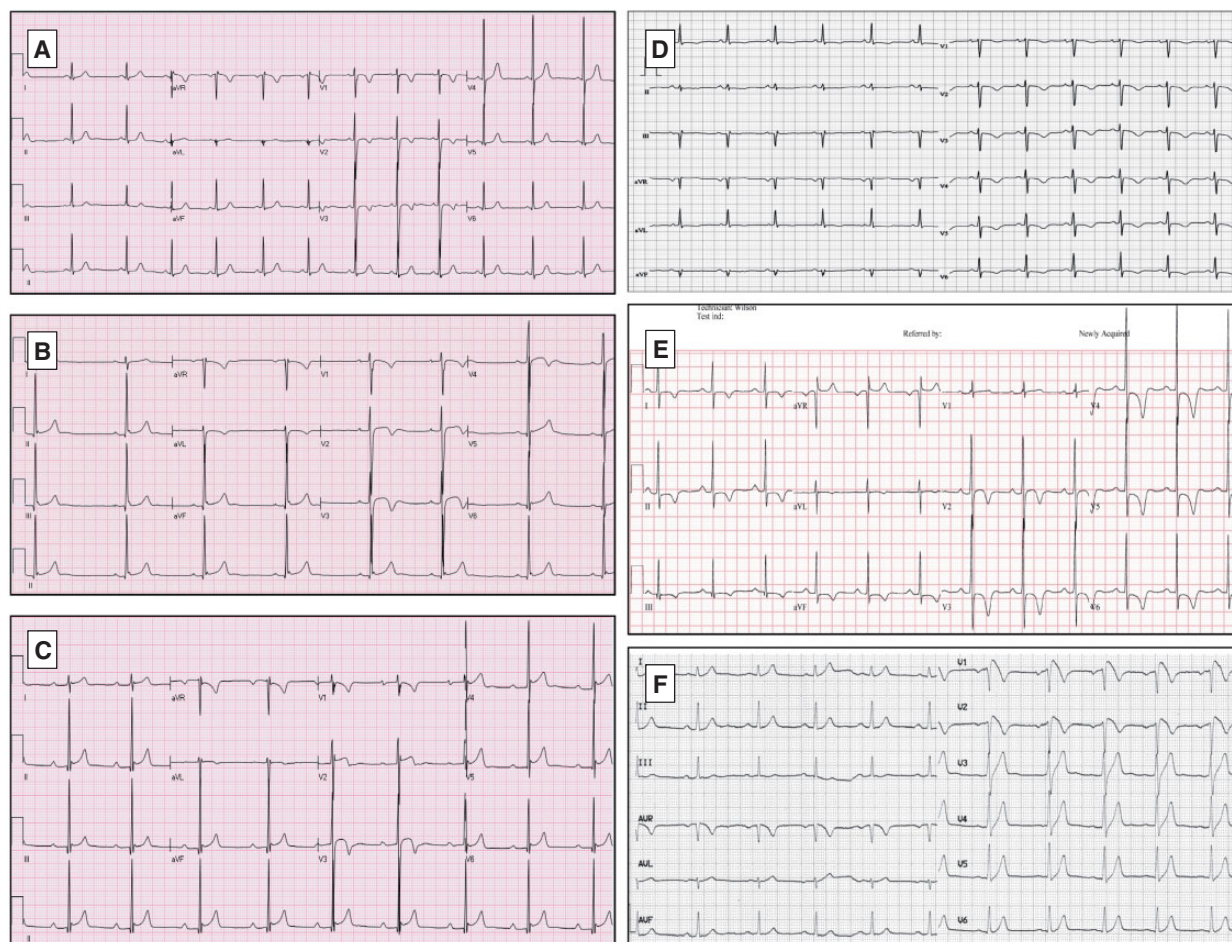 A
I
aVR
V1
V4
II
aVL
V2
V5
III
aVF
V3
V6
II
B
I
aVR
V1
V4
II
aVL
V2
V5
III
aVF
V3
V6
II
C
I
aVR
V1
V4
II
aVL
V2
V5
III
aVF
V3
V6
II
D
V1
II
V2
III
V3
aVR
V4
aVL
V5
aVF
V6
Technician: Wilson
Test ind:
Referred by:
Newly Acquired
E
I
aVR
V1
V4
II
aVL
V2
V5
III
aVF
V3
V6
F
I
V1
II
V2
III
V3
AVR
V4
AVL
V5
AVF
V6